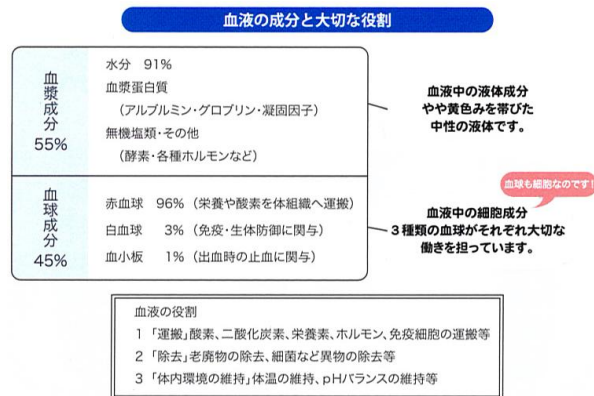 血液の成分と大切な役割
血漿成分
55%
水分 91%
血漿蛋白質
(アルブルミン・グロブリン・凝固因子)
無機塩類・その他
(酵素・各種ホルモンなど)
血液中の液体成分
やや黄色みを帯びた
中性の液体です。
血球成分
45%
赤血球 96% (栄養や酸素を体組織へ運搬)
白血球 3% (免疫・生体防御に関与)
血小板 1% (出血時の止血に関与)
血球も細胞なのです!
血液中の細胞成分
3種類の血球がそれぞれ大切な
働きを担っています。
血液の役割
1 「運搬」酸素、二酸化炭素、栄養素、ホルモン、免疫細胞の運搬等
2 「除去」老廃物の除去、細菌など異物の除去等
3 「体内環境の維持」体温の維持、pHバランスの維持等